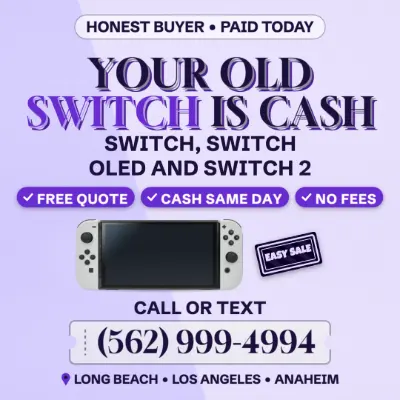 HONEST BUYER • PAID TODAY
YOUR OLD
SWITCH IS CASH
SWITCH, SWITCH
OLED AND SWITCH 2
✓ FREE QUOTE ✓ CASH SAME DAY ✓ NO FEES
EASY SALE
CALL OR TEXT
(562) 999-4994
LONG BEACH • LOS ANGELES • ANAHEIM